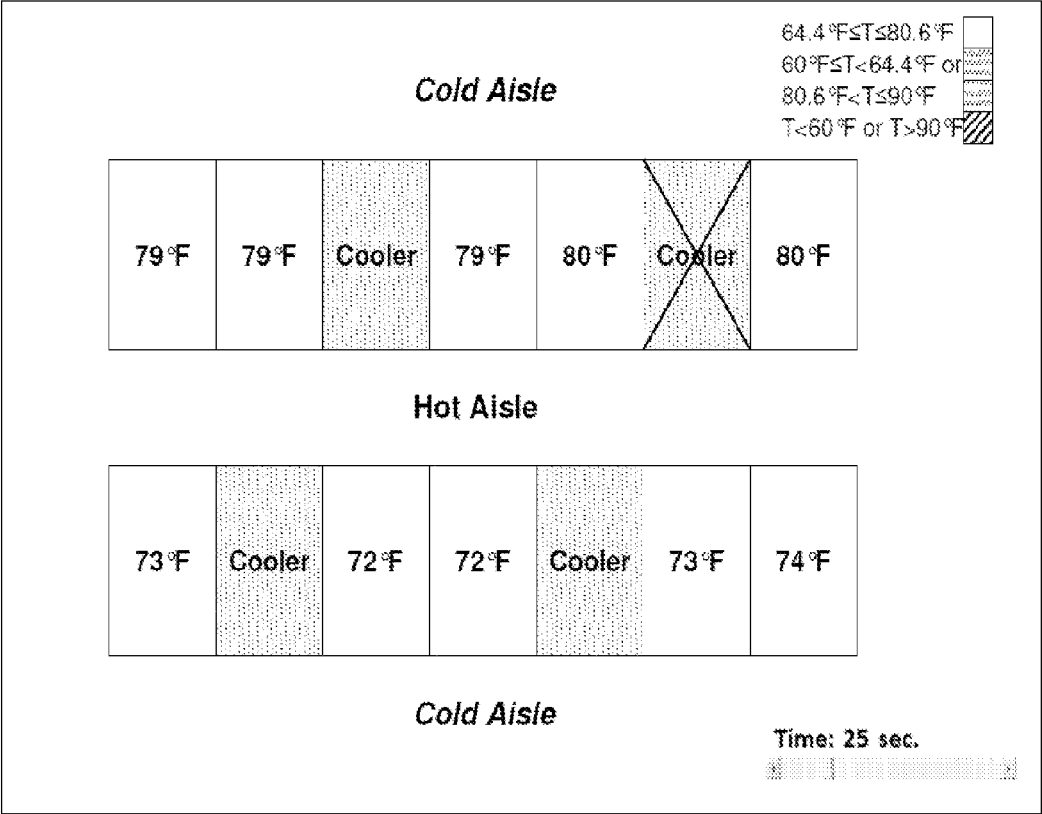 64.4°F≤T≤80.6°F
60°F≤T<64.4°F or
80.6°F<T≤90°F
T<60°F or T>90°F
Cold Aisle
79°F 79°F Cooler 79°F 80°F Cooler 80°F
Hot Aisle
73°F Cooler 72°F 72°F Cooler 73°F 74°F
Cold Aisle
Time: 25 sec.